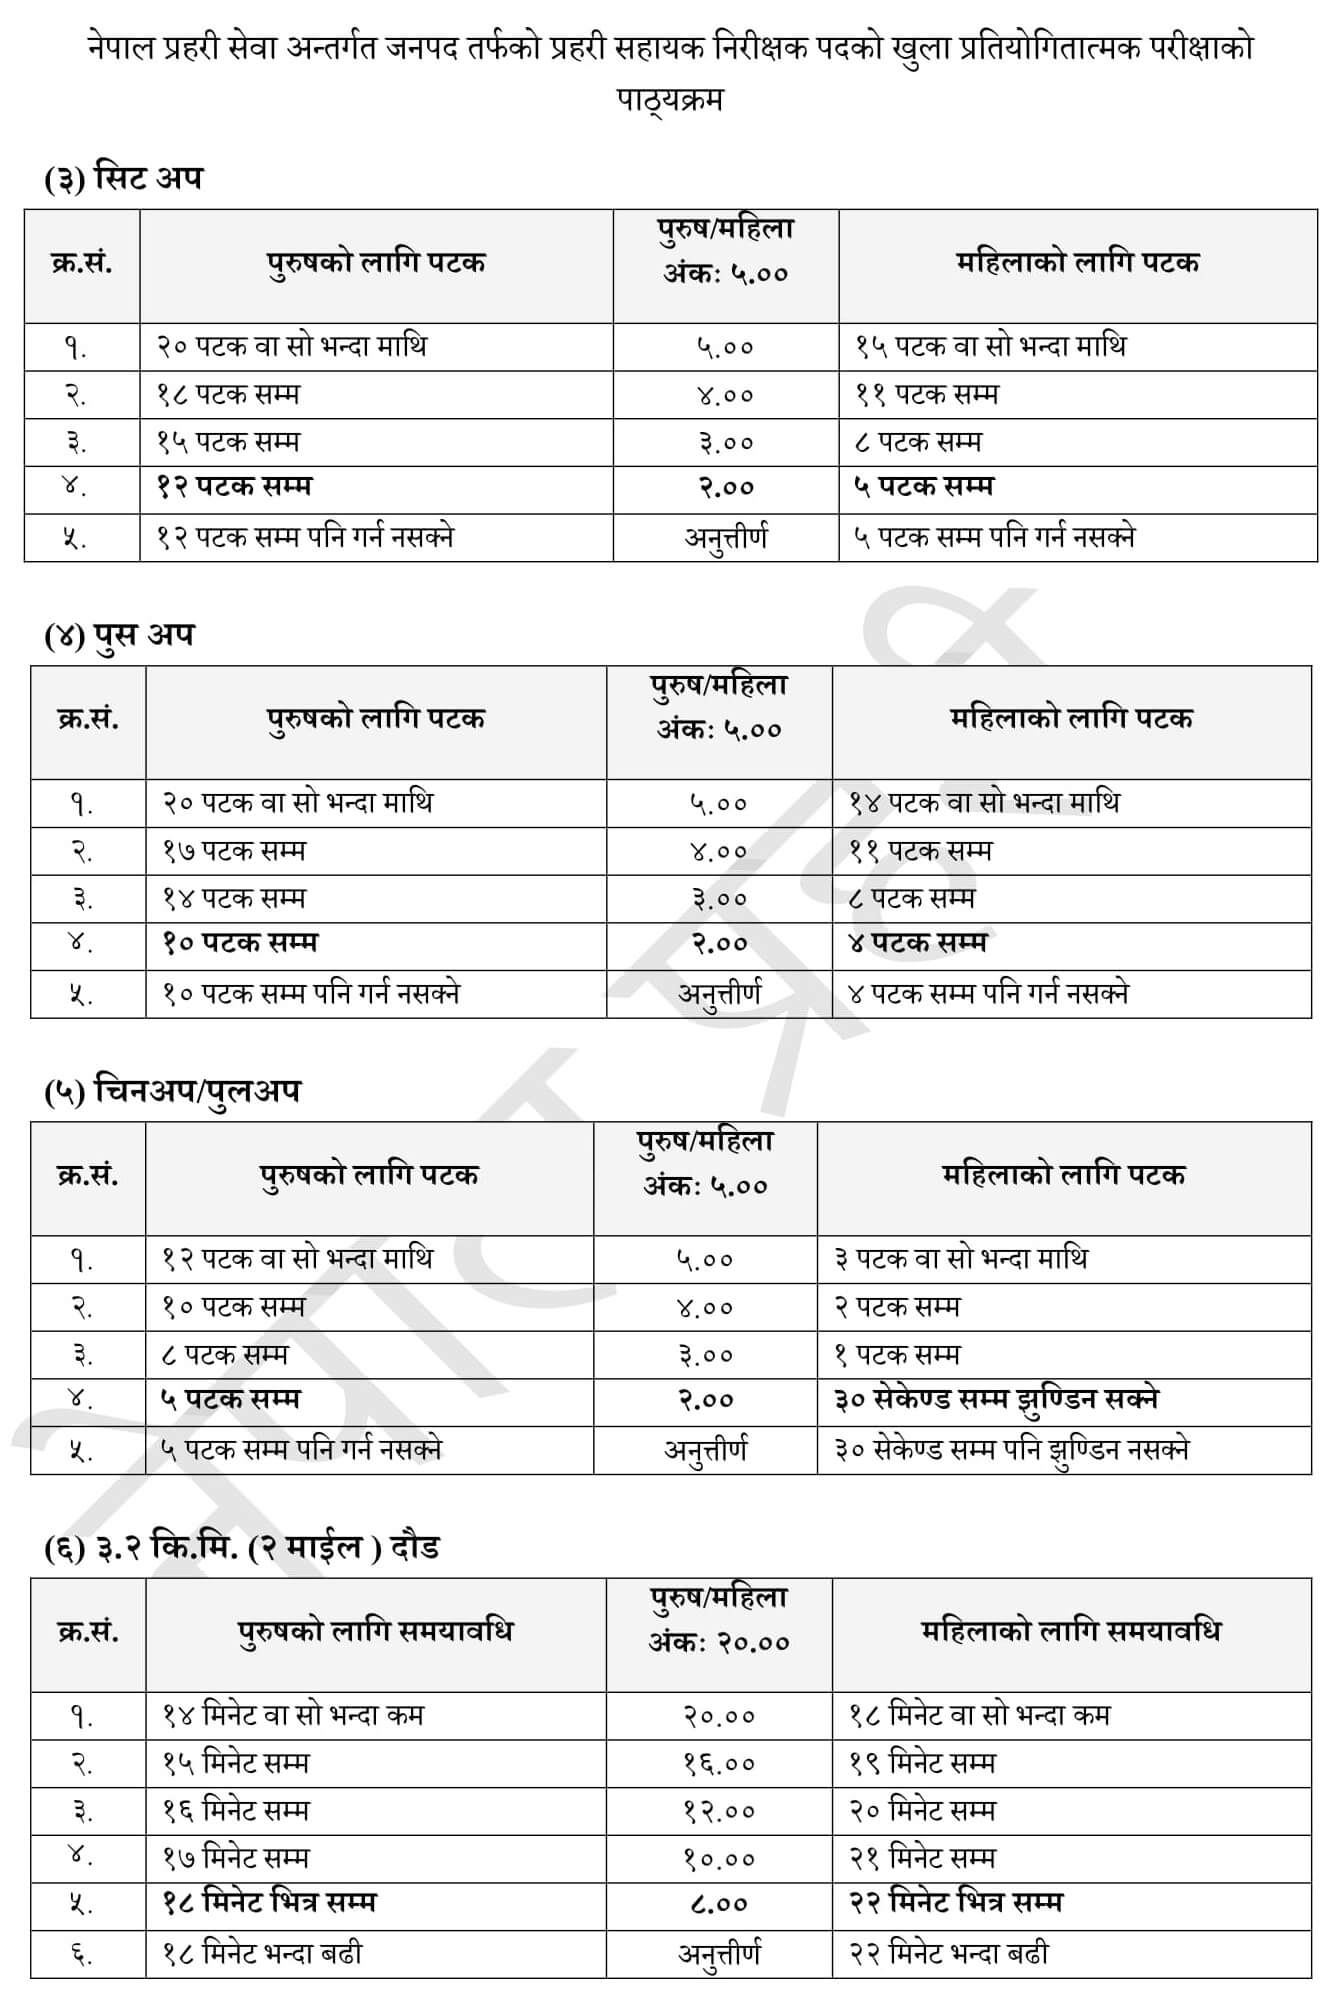 नेपाल प्रहरी सेवा अन्तर्गत जनपद तर्फको प्रहरी सहायक निरीक्षक पदको खुला प्रतियोगितात्मक परीक्षाको
पाठ्यक्रम
(३) सिट अप
क्र.सं. पुरुषको लागि पटक पुरुष/महिला अंकः ५.०० महिलाको लागि पटक
१. २० पटक वा सो भन्दा माथि ५.०० १५ पटक वा सो भन्दा माथि
२. १८ पटक सम्म ४.०० ११ पटक सम्म
३. १५ पटक सम्म ३.०० ८ पटक सम्म
४. १२ पटक सम्म २.०० ५ पटक सम्म
५. १२ पटक सम्म पनि गर्न नसक्ने अनुत्तीर्ण ५ पटक सम्म पनि गर्न नसक्ने
(४) पुस अप
क्र.सं. पुरुषको लागि पटक पुरुष/महिला अंकः ५.०० महिलाको लागि पटक
१. २० पटक वा सो भन्दा माथि ५.०० १४ पटक वा सो भन्दा माथि
२. १७ पटक सम्म ४.०० ११ पटक सम्म
३. १४ पटक सम्म ३.०० ८ पटक सम्म
४. १० पटक सम्म २.०० ४ पटक सम्म
५. १० पटक सम्म पनि गर्न नसक्ने अनुत्तीर्ण ४ पटक सम्म पनि गर्न नसक्ने
(५) चिनअप/पुलअप
क्र.सं. पुरुषको लागि पटक पुरुष/महिला अंकः ५.०० महिलाको लागि पटक
१. १२ पटक वा सो भन्दा माथि ५.०० ३ पटक वा सो भन्दा माथि
२. १० पटक सम्म ४.०० २ पटक सम्म
३. ८ पटक सम्म ३.०० १ पटक सम्म
४. ५ पटक सम्म २.०० ३० सेकेण्ड सम्म झुण्डिन सक्ने
५. ५ पटक सम्म पनि गर्न नसक्ने अनुत्तीर्ण ३० सेकेण्ड सम्म पनि झुण्डिन नसक्ने
(६) ३.२ कि.मि. (२ माईल ) दौड
क्र.सं. पुरुषको लागि समयावधि पुरुष/महिला अंकः २०.०० महिलाको लागि समयावधि
१. १४ मिनेट वा सो भन्दा कम २०.०० १८ मिनेट वा सो भन्दा कम
२. १५ मिनेट सम्म १६.०० १९ मिनेट सम्म
३. १६ मिनेट सम्म १२.०० २० मिनेट सम्म
४. १७ मिनेट सम्म १०.०० २१ मिनेट सम्म
५. १८ मिनेट भित्र सम्म ८.०० २२ मिनेट भित्र सम्म
६. १८ मिनेट भन्दा बढी अनुत्तीर्ण २२ मिनेट भन्दा बढी
नेपाल प्रहरी